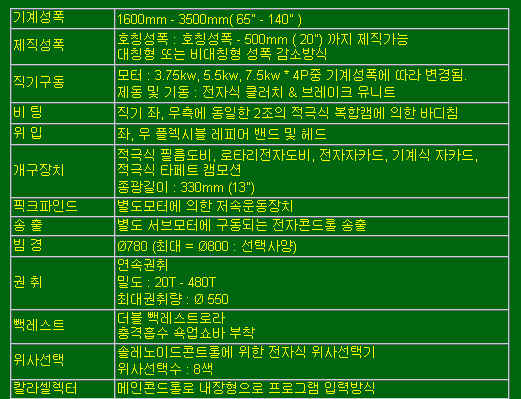 기계성폭
1600mm - 3500mm( 65" - 140" )
제직성폭
호칭성폭 : 호칭성폭 - 500mm ( 20") 까지 제직가능
대칭형 또는 비대칭형 성폭 감소방식
직기구동
모터 : 3.75kw, 5.5kw, 7.5kw * 4P중 기계성폭에 따라 변경됨.
제동 및 기동 : 전자식 클러치 & 브레이크 유니트
비 팅
직기 좌, 우측에 동일한 2조의 적극식 복합캠에 의한 바디침
위 입
좌, 우 플렉시블 레피어 밴드 및 헤드
개구장치
적극식 필름도비, 로타리전자도비, 전자자카드, 기계식 자카드,
적극식 타페트 캠모션
종광길이 : 330mm (13")
픽크파인드
별도모터에 의한 저속운동장치
송 출
별도 서보모터에 구동되는 전자콘드롤 송출
빔 경
Ø780 (최대 = Ø800 : 선택사양)
권 취
연속권취
밀도 : 20T - 480T
최대권취량 : Ø 550
빽레스트
더블 빽레스트로라
충격흡수 쇽업쇼바 부착
위사선택
솔레노이드콘트롤에 위한 전자식 위사선택기
위사선택수 : 8색
칼라셀렉터
메인콘드롤로 내장형으로 프로그램 입력방식